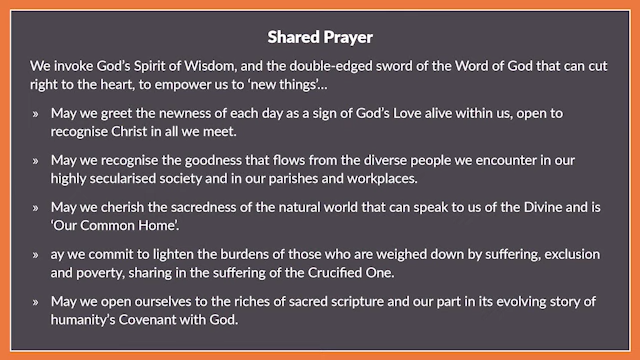 Shared Prayer
We invoke God's Spirit of Wisdom, and the double-edged sword of the Word of God that can cut
right to the heart, to empower us to 'new things'...
» May we greet the newness of each day as a sign of God's Love alive within us, open to
recognise Christ in all we meet.
» May we recognise the goodness that flows from the diverse people we encounter in our
highly secularised society and in our parishes and workplaces.
» May we cherish the sacredness of the natural world that can speak to us of the Divine and is
'Our Common Home'.
» ay we commit to lighten the burdens of those who are weighed down by suffering, exclusion
and poverty, sharing in the suffering of the Crucified One.
» May we open ourselves to the riches of sacred scripture and our part in its evolving story of
humanity's Covenant with God.